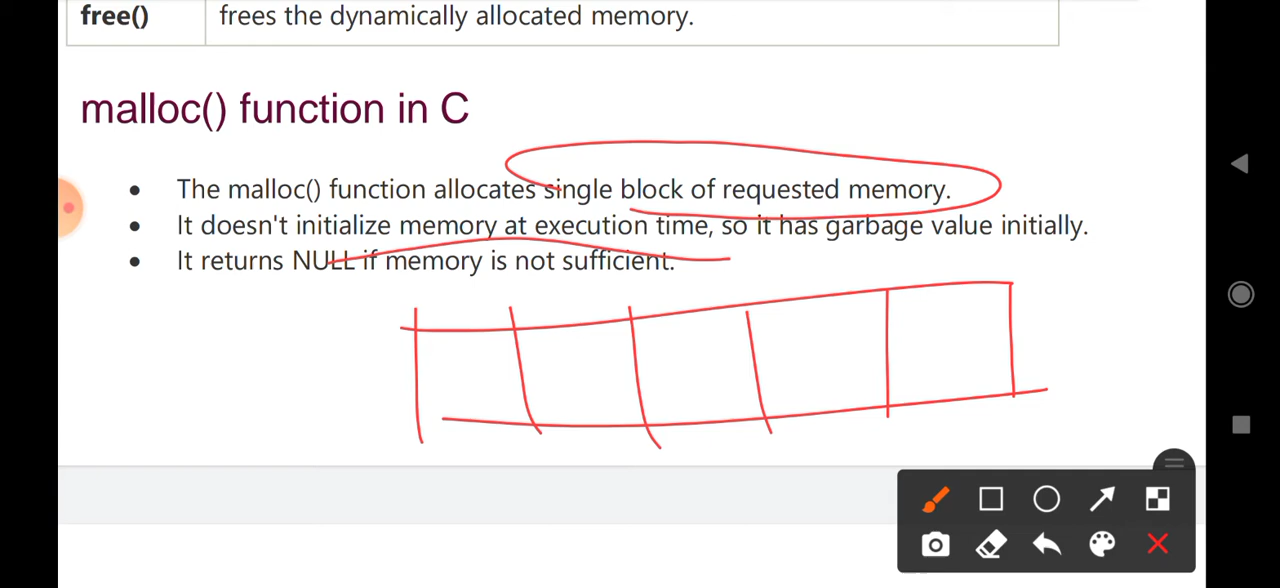 free() frees the dynamically allocated memory.
malloc() function in C
• The malloc() function allocates single block of requested memory.
• It doesn't initialize memory at execution time, so it has garbage value initially.
• It returns NULL if memory is not sufficient.